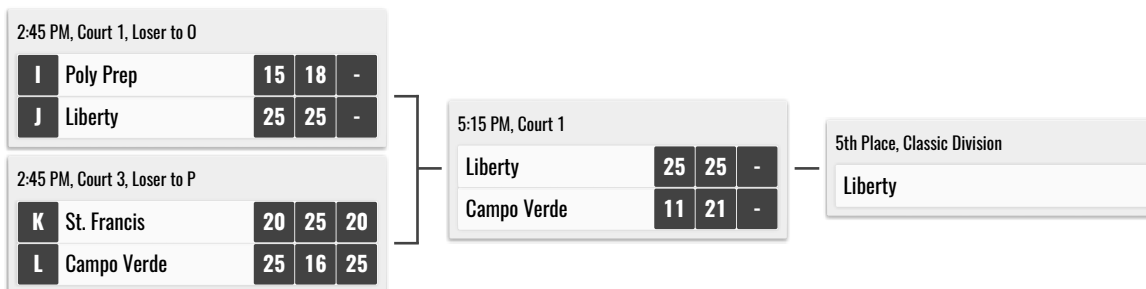 2:45 PM, Court 1, Loser to O
I Poly Prep 15 18 -
J Liberty 25 25 -
2:45 PM, Court 3, Loser to P
K St. Francis 20 25 20
L Campo Verde 25 16 25
5:15 PM, Court 1
Liberty 25 25 -
Campo Verde 11 21 -
5th Place, Classic Division
Liberty